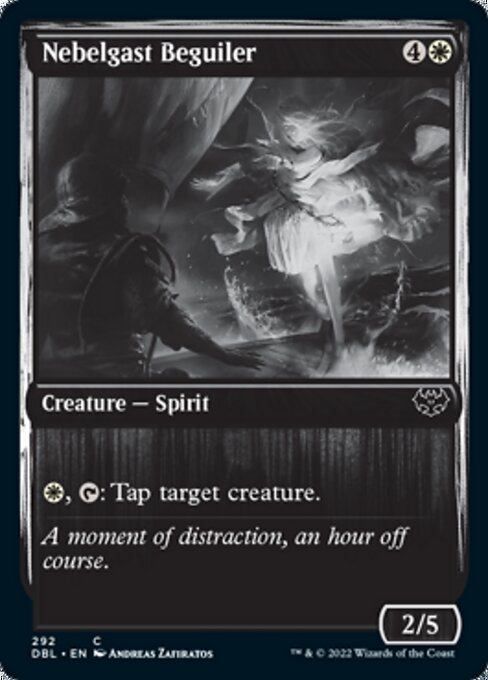 Nebelgast Beguiler 4
Creature — Spirit
: Tap target creature.
A moment of distraction, an hour off
course.
2/5
292 C
DBL • EN ANDREAS ZAFIRATOS
™ & © 2022 Wizards of the Coast